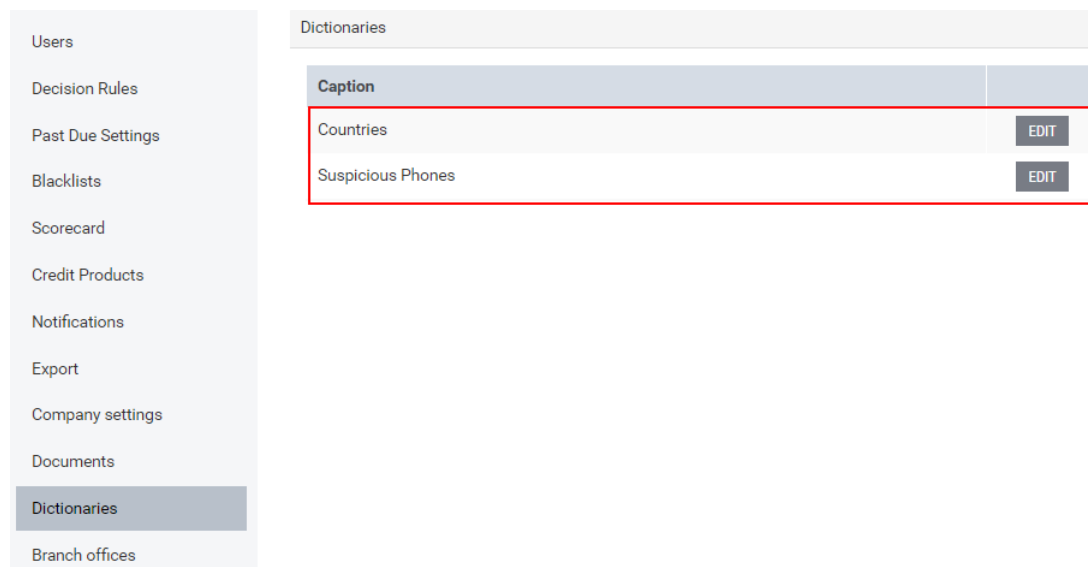 Users
Decision Rules
Past Due Settings
Blacklists
Scorecard
Credit Products
Notifications
Export
Company settings
Documents
Dictionaries
Branch offices
Dictionaries
Caption
Countries EDIT
Suspicious Phones EDIT